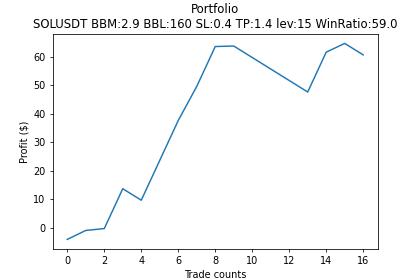 Portfolio
SOLUSDT BBM:2.9 BBL:160 SL:0.4 TP:1.4 lev:15 WinRatio:59.0
Profit ($)
60
50
40
30
20
10
0
0 2 4 6 8 10 12 14 16
Trade counts